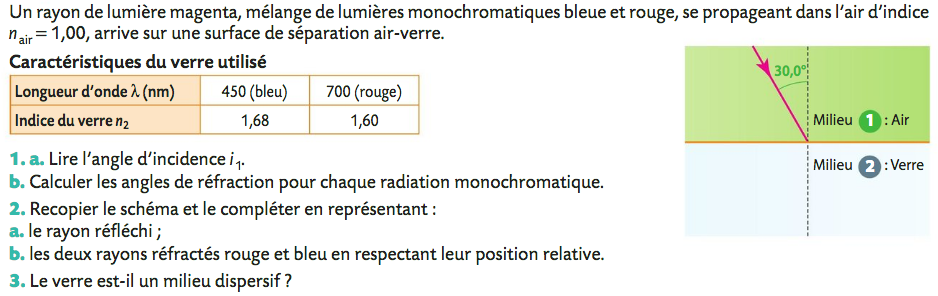 Un rayon de lumière magenta, mélange de lumières monochromatiques bleue et rouge, se propageant dans l'air d'indice
n air = 1,00, arrive sur une surface de séparation air-verre.
Caractéristiques du verre utilisé
Longueur d'onde λ (nm) 450 (bleu) 700 (rouge)
Indice du verre n₂ 1,68 1,60
30,0°
Milieu 1 : Air
Milieu 2 : Verre
1. a. Lire l'angle d'incidence i₁.
b. Calculer les angles de réfraction pour chaque radiation monochromatique.
2. Recopier le schéma et le compléter en représentant :
a. le rayon réfléchi ;
b. les deux rayons réfractés rouge et bleu en respectant leur position relative.
3. Le verre est-il un milieu dispersif ?